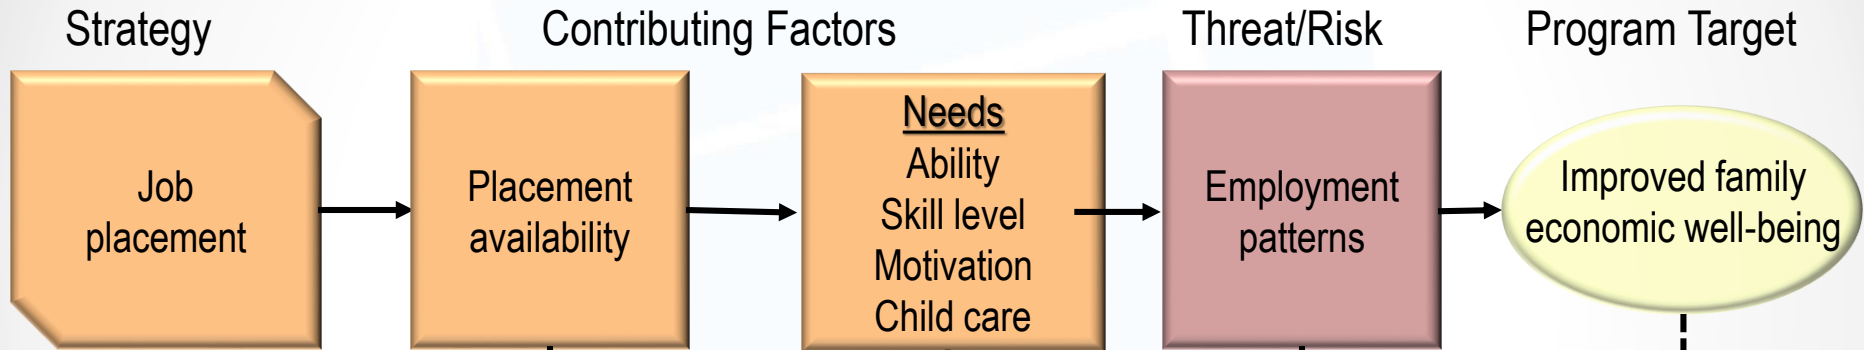 Strategy
Contributing Factors
Threat/Risk
Program Target
Job
placement
Placement
availability
Needs
Ability
Skill level
Motivation
Child care
Employment
patterns
Improved family
economic well-being